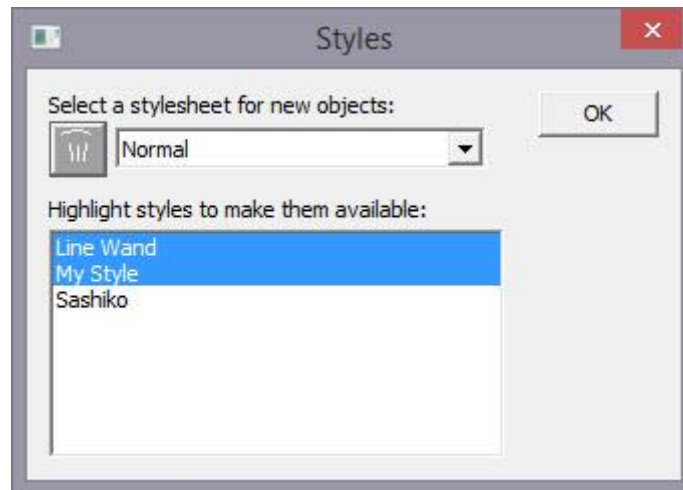 Styles
Select a stylesheet for new objects:
OK
Normal
Highlight styles to make them available:
Line Wand
My Style
Sashiko